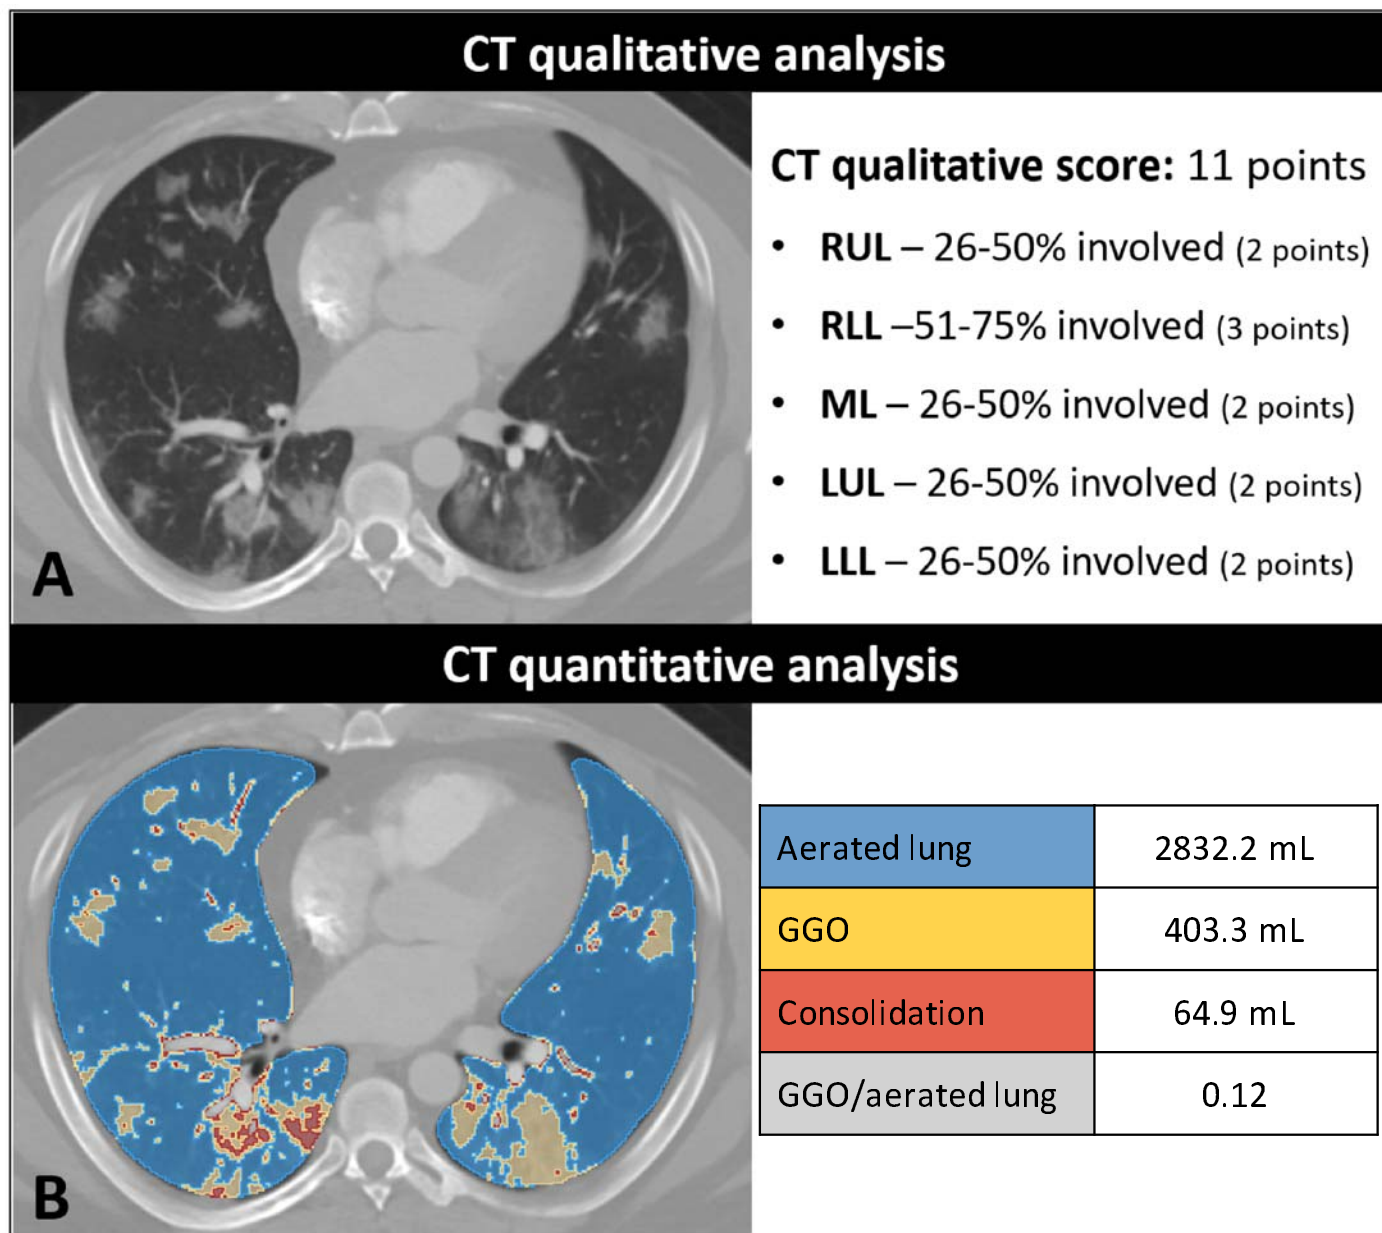 CT qualitative analysis
CT qualitative score: 11 points
• RUL – 26-50% involved (2 points)
• RLL –51-75% involved (3 points)
• ML – 26-50% involved (2 points)
• LUL – 26-50% involved (2 points)
• LLL – 26-50% involved (2 points)
A
CT quantitative analysis
Aerated lung 2832.2 mL
GGO 403.3 mL
Consolidation 64.9 mL
GGO/aerated lung 0.12
B